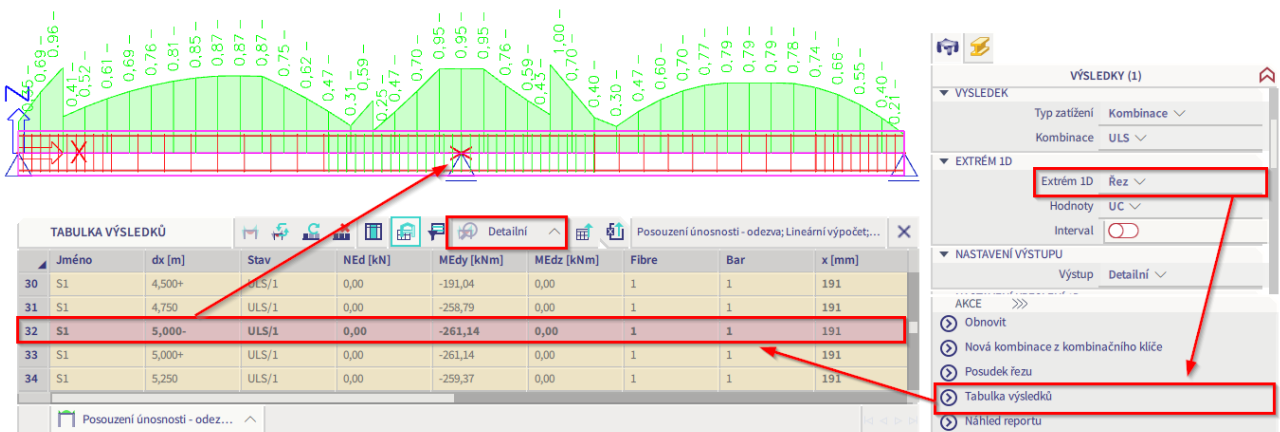 0,69
0,96
0,41
0,52
0,61
0,69
0,76
0,81
0,85
0,87
0,87
0,87
0,75
0,62
0,47
0,31
0,59
0,25
0,47
0,70
0,95
0,95
0,95
0,76
0,59
0,43
1,00
0,70
0,40
0,30
0,47
0,60
0,70
0,77
0,79
0,79
0,79
0,78
0,74
0,66
0,55
0,40
0,21
Z
X
VÝSLEDKY (1)
VÝSLEDEK
Typ zatížení Kombinace
Kombinace ULS
EXTRÉM 1D
Extrém 1D Řez
Hodnoty UC
Interval
NASTAVENÍ VÝSTUPU
Výstup Detailní
AKCE >>>
Obnovit
Nová kombinace z kombinačního klíče
Posudek řezu
Tabulka výsledků
Náhled reportu
TABULKA VÝSLEDKŮ Detailní Posouzení únosnosti - odezva; Lineární výpočet;...
Jméno dx [m] Stav NEd [kN] MEdy [kNm] MEdz [kNm] Fibre Bar x [mm]
30 S1 4,500+ ULS/1 0,00 -191,04 0,00 1 1 191
31 S1 4,750 ULS/1 0,00 -258,79 0,00 1 1 191
32 S1 5,000- ULS/1 0,00 -261,14 0,00 1 1 191
33 S1 5,000+ ULS/1 0,00 -261,14 0,00 1 1 191
34 S1 5,250 ULS/1 0,00 -259,37 0,00 1 1 191
Posouzení únosnosti - odez...